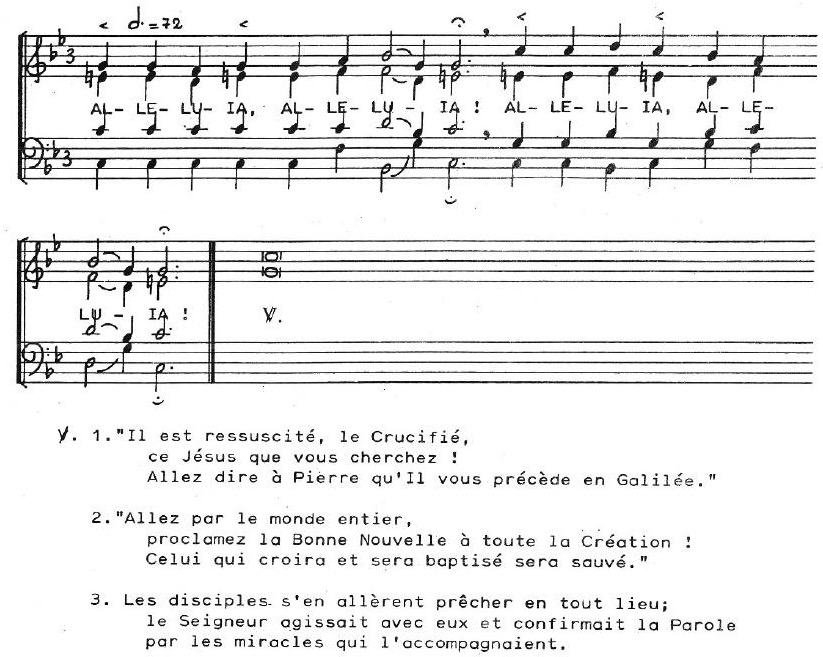 𝅗𝅥. = 72
3
AL- LE- LU- IA, AL- LE- LU - IA ! AL- LE- LU- IA, AL- LE-
3
LU - IA ! V.
V. 1."Il est ressuscité, le Crucifié,
ce Jésus que vous cherchez !
Allez dire à Pierre qu'Il vous précède en Galilée."
2."Allez par le monde entier,
proclamez la Bonne Nouvelle à toute la Création !
Celui qui croira et sera baptisé sera sauvé."
3. Les disciples s'en allèrent prêcher en tout lieu;
le Seigneur agissait avec eux et confirmait la Parole
par les miracles qui l'accompagnaient.